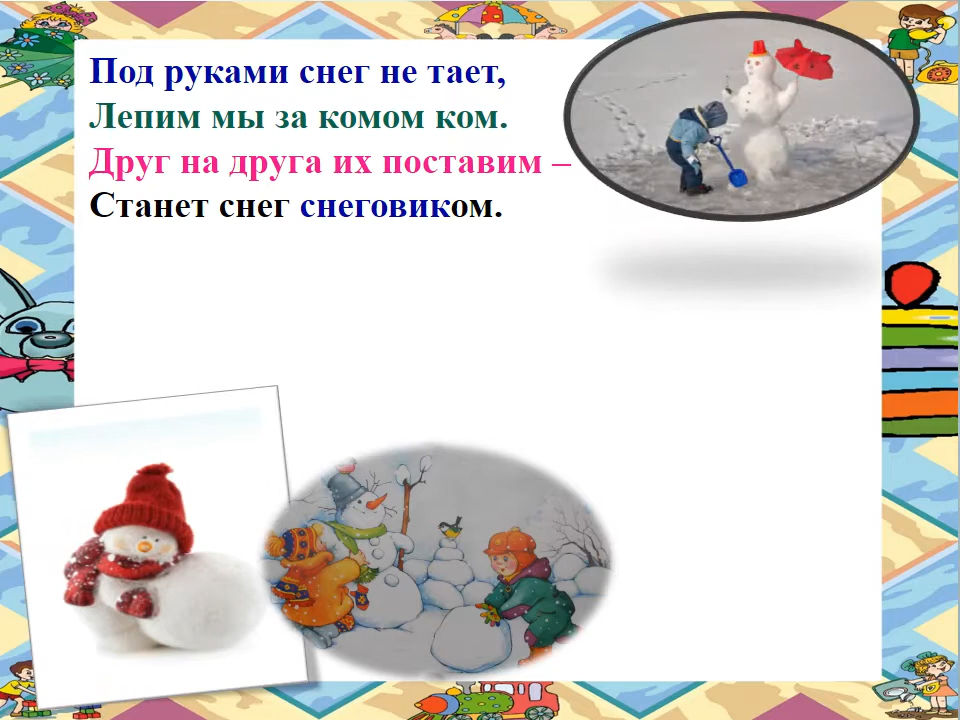 Под руками снег не тает,
Лепим мы за комом ком.
Друг на друга их поставим –
Станет снег снеговиком.